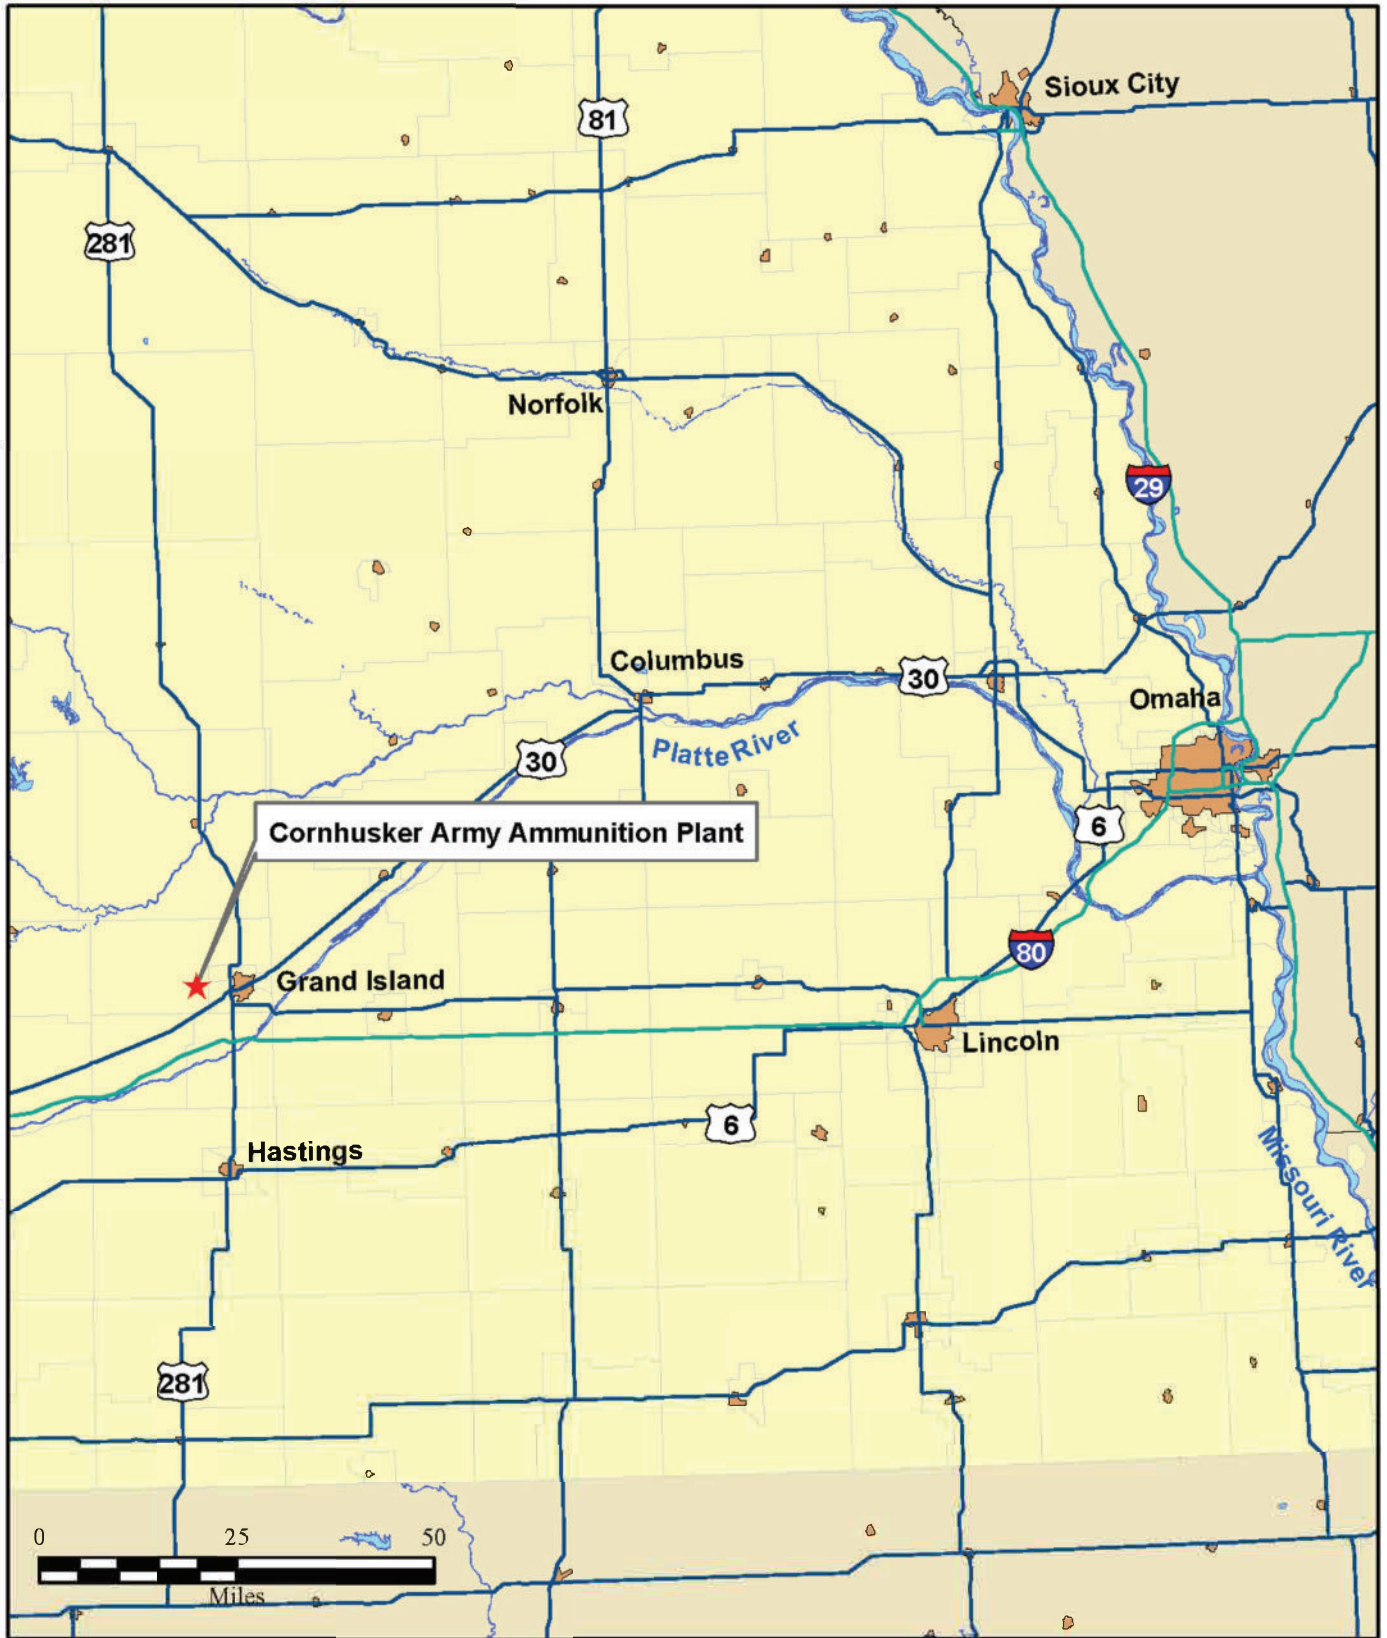 Sioux City
81
281
Norfolk
29
Columbus
30
Omaha
Platte River
30
6
Cornhusker Army Ammunition Plant
80
Grand Island
Lincoln
6
Hastings
Missouri River
281
0 25 50
Miles